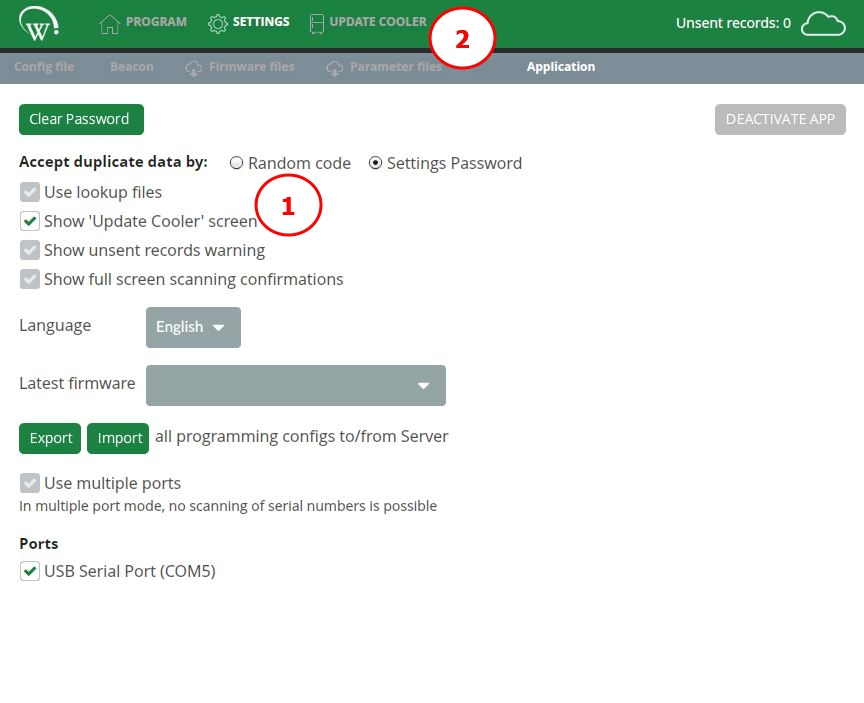 W PROGRAM SETTINGS UPDATE COOLER 2 Unsent records: 0
Config file Beacon Firmware files Parameter files Application
Clear Password DEACTIVATE APP
Accept duplicate data by: Random code Settings Password
Use lookup files
1
Show 'Update Cooler' screen
Show unsent records warning
Show full screen scanning confirmations
Language English
Latest firmware
Export Import all programming configs to/from Server
Use multiple ports
In multiple port mode, no scanning of serial numbers is possible
Ports
USB Serial Port (COM5)